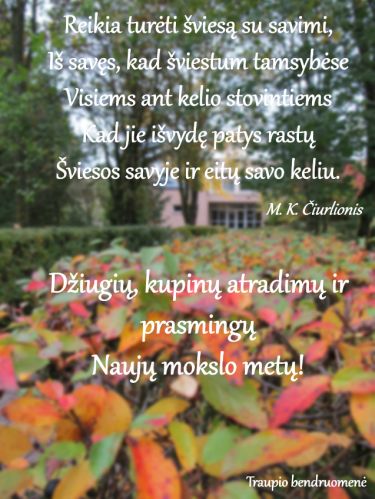 Reikia turėti šviesą su savimi,
Iš savęs, kad šviestum tamsybėse
Visiems ant kelio stovintiems
Kad jie išvydę patys rastų
Šviesos savyje ir eitų savo keliu.
M. K. Čiurlionis
Džiugių, kupinų atradimų ir
prasmingų
Naujų mokslo metų!
Traupio bendruomenė